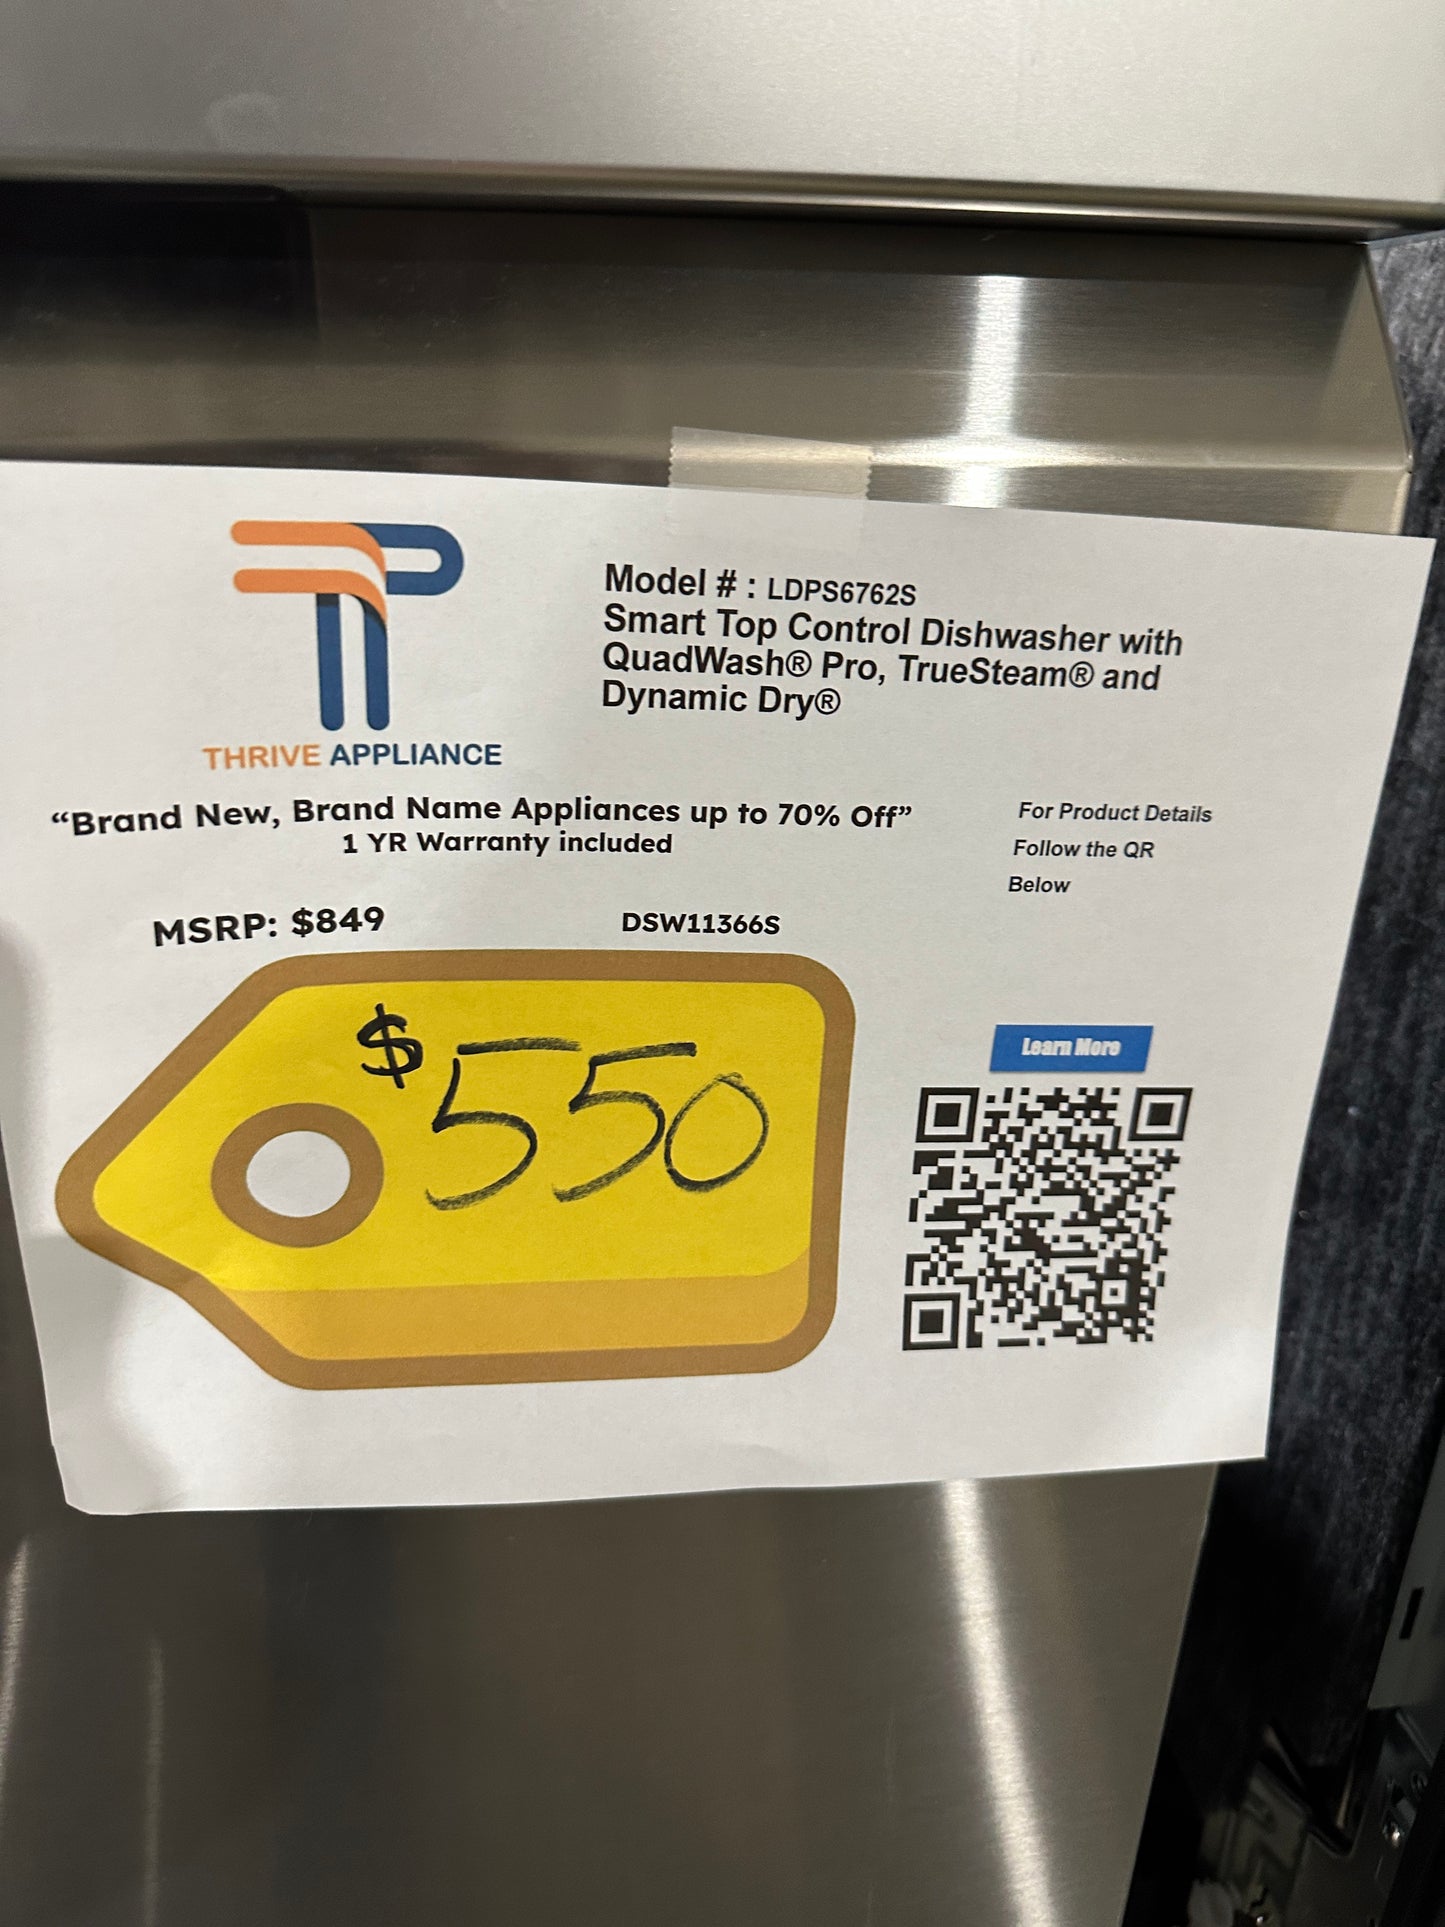 THRIVE APPLIANCE
Model # : LDPS6762S
Smart Top Control Dishwasher with
QuadWash® Pro, TrueSteam® and
Dynamic Dry®
“Brand New, Brand Name Appliances up to 70% Off”
1 YR Warranty included
For Product Details
Follow the QR
Below
MSRP: $849
DSW11366S
$550
Learn More